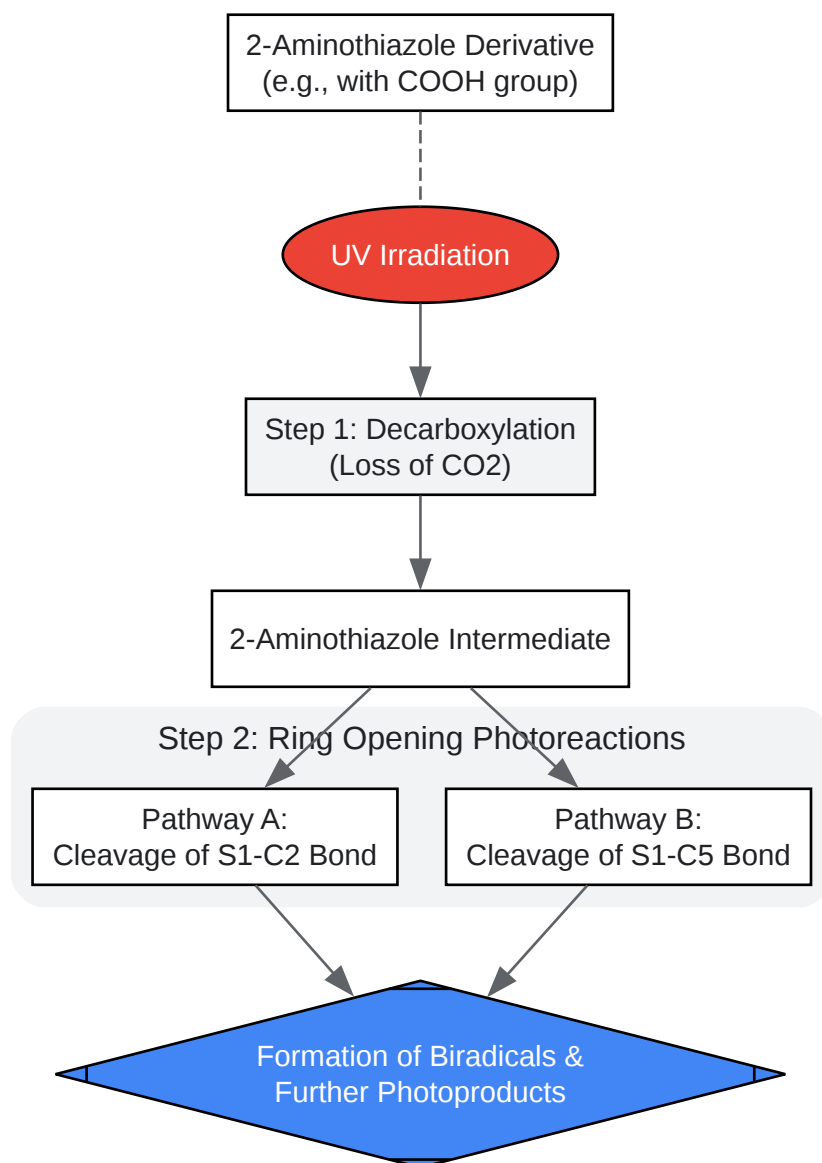 2-Aminothiazole Derivative
(e.g., with COOH group)
UV Irradiation
Step 1: Decarboxylation
(Loss of CO2)
2-Aminothiazole Intermediate
Step 2: Ring Opening Photoreactions
Pathway A:
Cleavage of S1-C2 Bond
Pathway B:
Cleavage of S1-C5 Bond
Formation of Biradicals &
Further Photoproducts